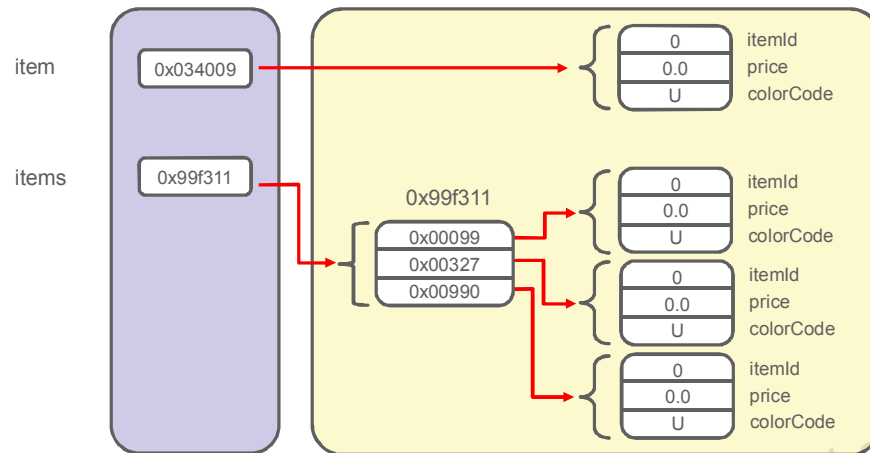 item
0x034009
0
itemId
0.0
price
U
colorCode
items
0x99f311
0x99f311
0x00099
0x00327
0x00990
0
itemId
0.0
price
U
colorCode
0
itemId
0.0
price
U
colorCode
0
itemId
0.0
price
U
colorCode